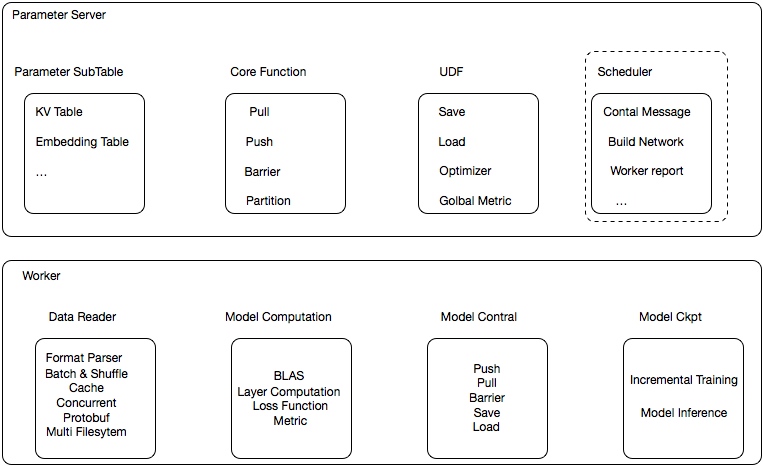 Parameter Server
Parameter SubTable
KV Table
Embedding Table
...
Core Function
Pull
Push
Barrier
Partition
UDF
Save
Load
Optimizer
Golbal Metric
Scheduler
Contal Message
Build Network
Worker report
...
Worker
Data Reader
Format Parser
Batch & Shuffle
Cache
Concurrent
Protobuf
Multi Filesytem
Model Computation
BLAS
Layer Computation
Loss Function
Metric
Model Contral
Push
Pull
Barrier
Save
Load
Model Ckpt
Incremental Training
Model Inference